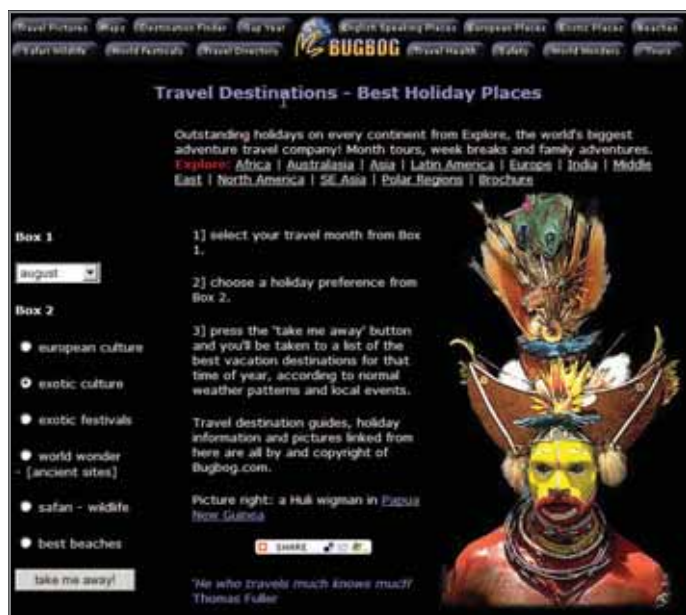 Travel Pictures Maps Destination Finder Gap Year BUGBOG English Speaking Places European Places Exotic Places Beaches
Safari Wildlife World Festivals Travel Directory Travel Health Safety World Wonders Tours
Travel Destinations - Best Holiday Places
Outstanding holidays on every continent from Explore, the world's biggest
adventure travel company! Month tours, week breaks and family adventures.
Explore: Africa | Australasia | Asia | Latin America | Europe | India | Middle
East | North America | SE Asia | Polar Regions | Brochure
Box 1
august
Box 2
european culture
exotic culture
exotic festivals
world wonder
- [ancient sites]
safari - wildlife
best beaches
take me away!
1] select your travel month from Box
1.
2] choose a holiday preference from
Box 2.
3] press the 'take me away' button
and you'll be taken to a list of the
best vacation destinations for that
time of year, according to normal
weather patterns and local events.
Travel destination guides, holiday
information and pictures linked from
here are all by and copyright of
Bugbog.com.
Picture right: a Huli wigman in Papua
New Guinea
SHARE
'He who travels much knows much'
Thomas Fuller